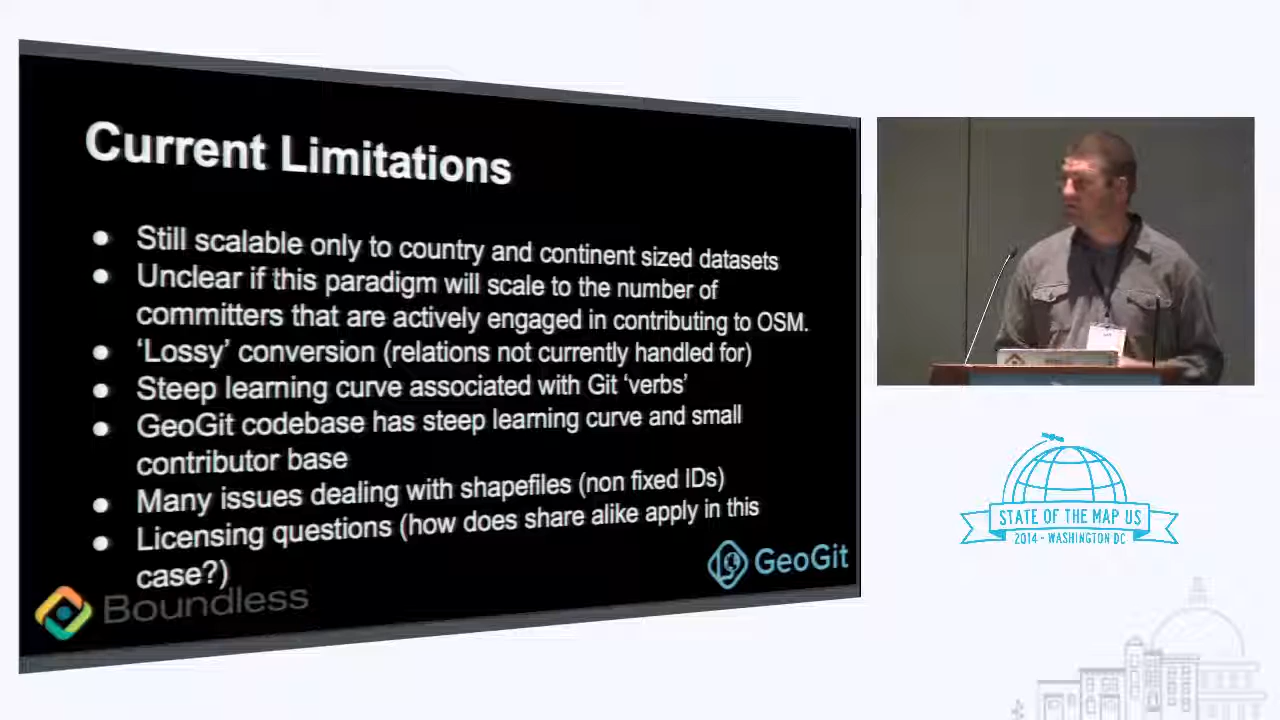 Current Limitations
● Still scalable only to country and continent sized datasets
● Unclear if this paradigm will scale to the number of
committers that are actively engaged in contributing to OSM.
● ‘Lossy’ conversion (relations not currently handled for)
● Steep learning curve associated with Git ‘verbs’
● GeoGit codebase has steep learning curve and small
contributor base
● Many issues dealing with shapefiles (non fixed IDs)
● Licensing questions (how does share alike apply in this
case?)
Boundless
GeoGit
STATE OF THE MAP US
2014 - WASHINGTON DC